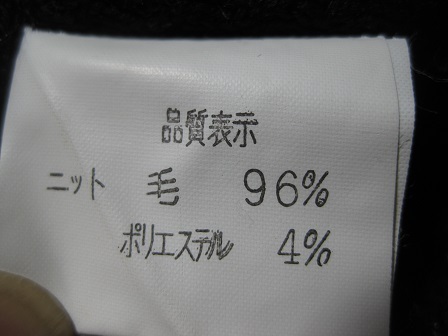 品質表示
ニット 毛 96%
ポリエステル 4%